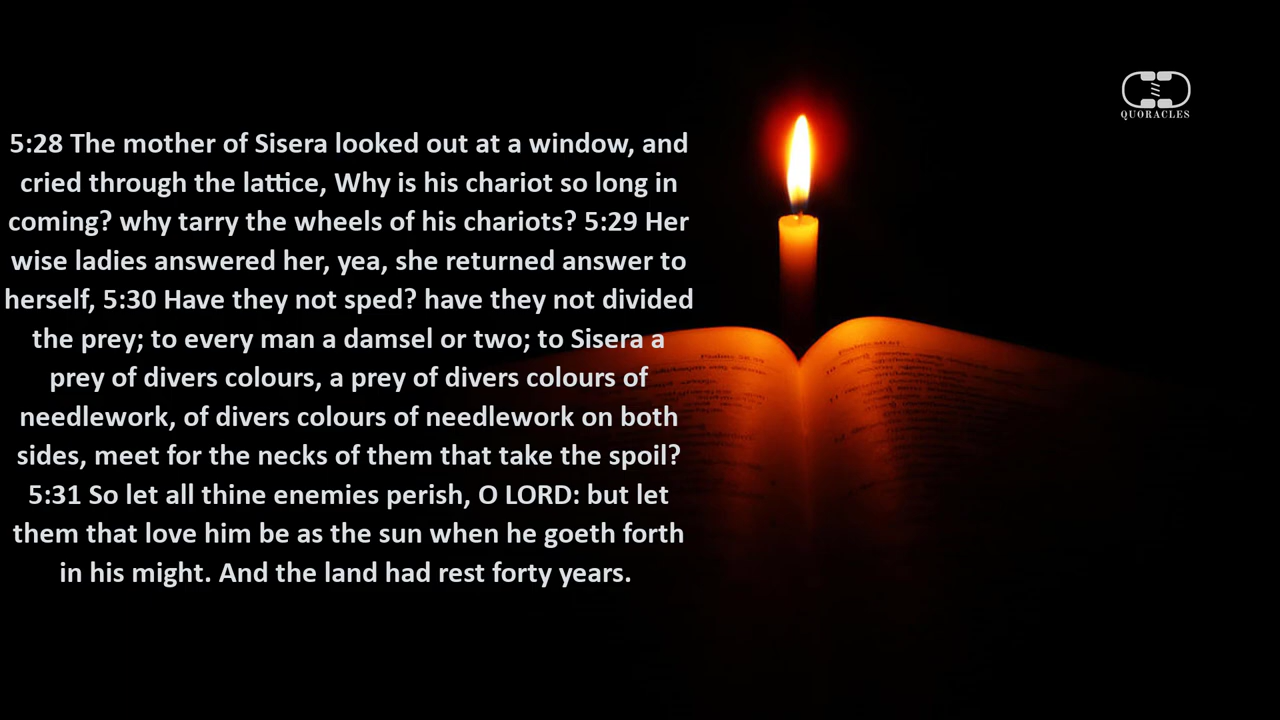 5:28 The mother of Sisera looked out at a window, and
cried through the lattice, Why is his chariot so long in
coming? why tarry the wheels of his chariots? 5:29 Her
wise ladies answered her, yea, she returned answer to
herself, 5:30 Have they not sped? have they not divided
the prey; to every man a damsel or two; to Sisera a
prey of divers colours, a prey of divers colours of
needlework, of divers colours of needlework on both
sides, meet for the necks of them that take the spoil?
5:31 So let all thine enemies perish, O LORD: but let
them that love him be as the sun when he goeth forth
in his might. And the land had rest forty years.
QUORACLES